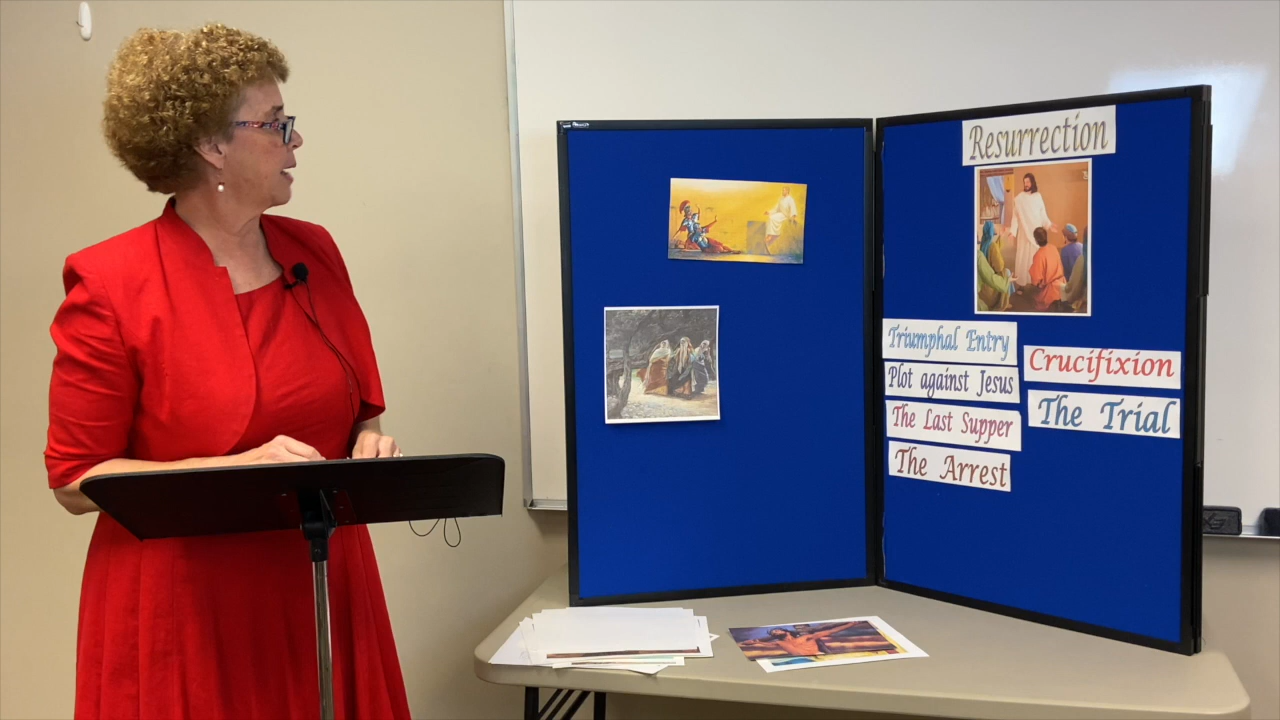 Resurrection
Triumphal Entry
Plot against Jesus
The Last Supper
The Arrest
Crucifixion
The Trial